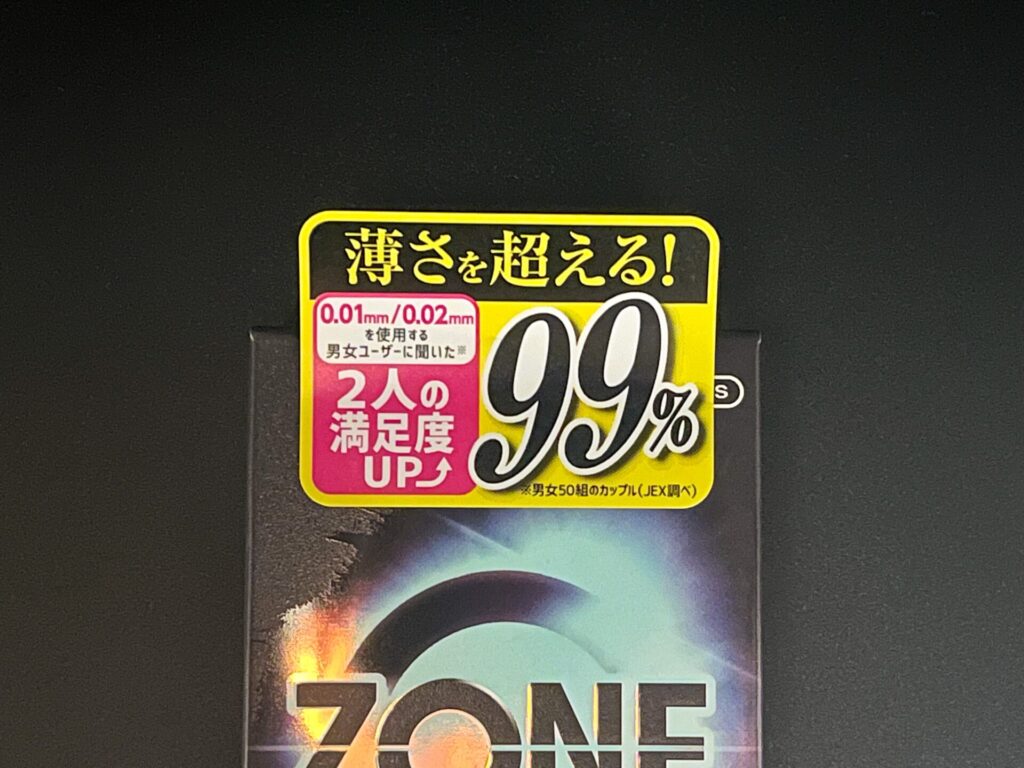 薄さを超える!
0.01mm/0.02mm
を使用する
男女ユーザーに聞いた※
2人の
満足度
UP
99%
※男女50組のカップル(JEX調べ)
S
ZONE